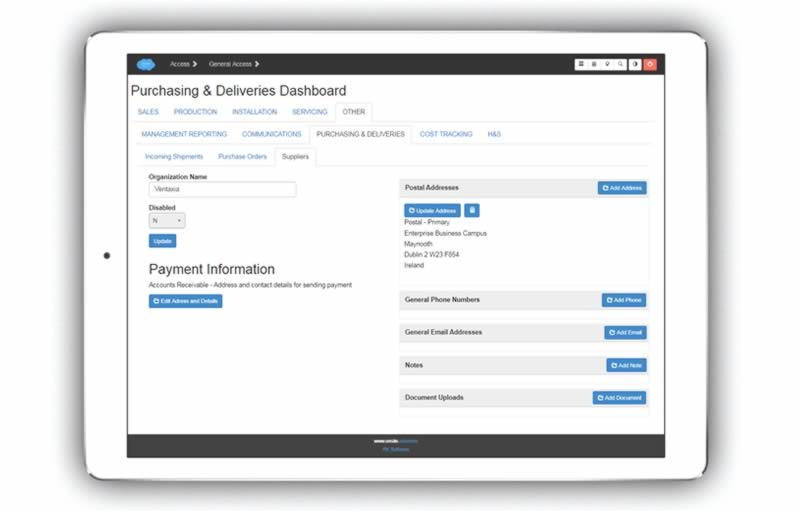 Access General Access
Purchasing & Deliveries Dashboard
SALES PRODUCTION INSTALLATION SERVICING OTHER
MANAGEMENT REPORTING COMMUNICATIONS PURCHASING & DELIVERIES COST TRACKING H&S
Incoming Shipments Purchase Orders Suppliers
Organization Name
Ventaxia
Disabled
N
Update
Payment Information
Accounts Receivable - Address and contact details for sending payment
Edit Adress and Details
Postal Addresses Add Address
Update Address
Postal - Primary
Enterprise Business Campus
Maynooth
Dublin 2 W23 F854
Ireland
General Phone Numbers Add Phone
General Email Addresses Add Email
Notes Add Note
Document Uploads Add Document